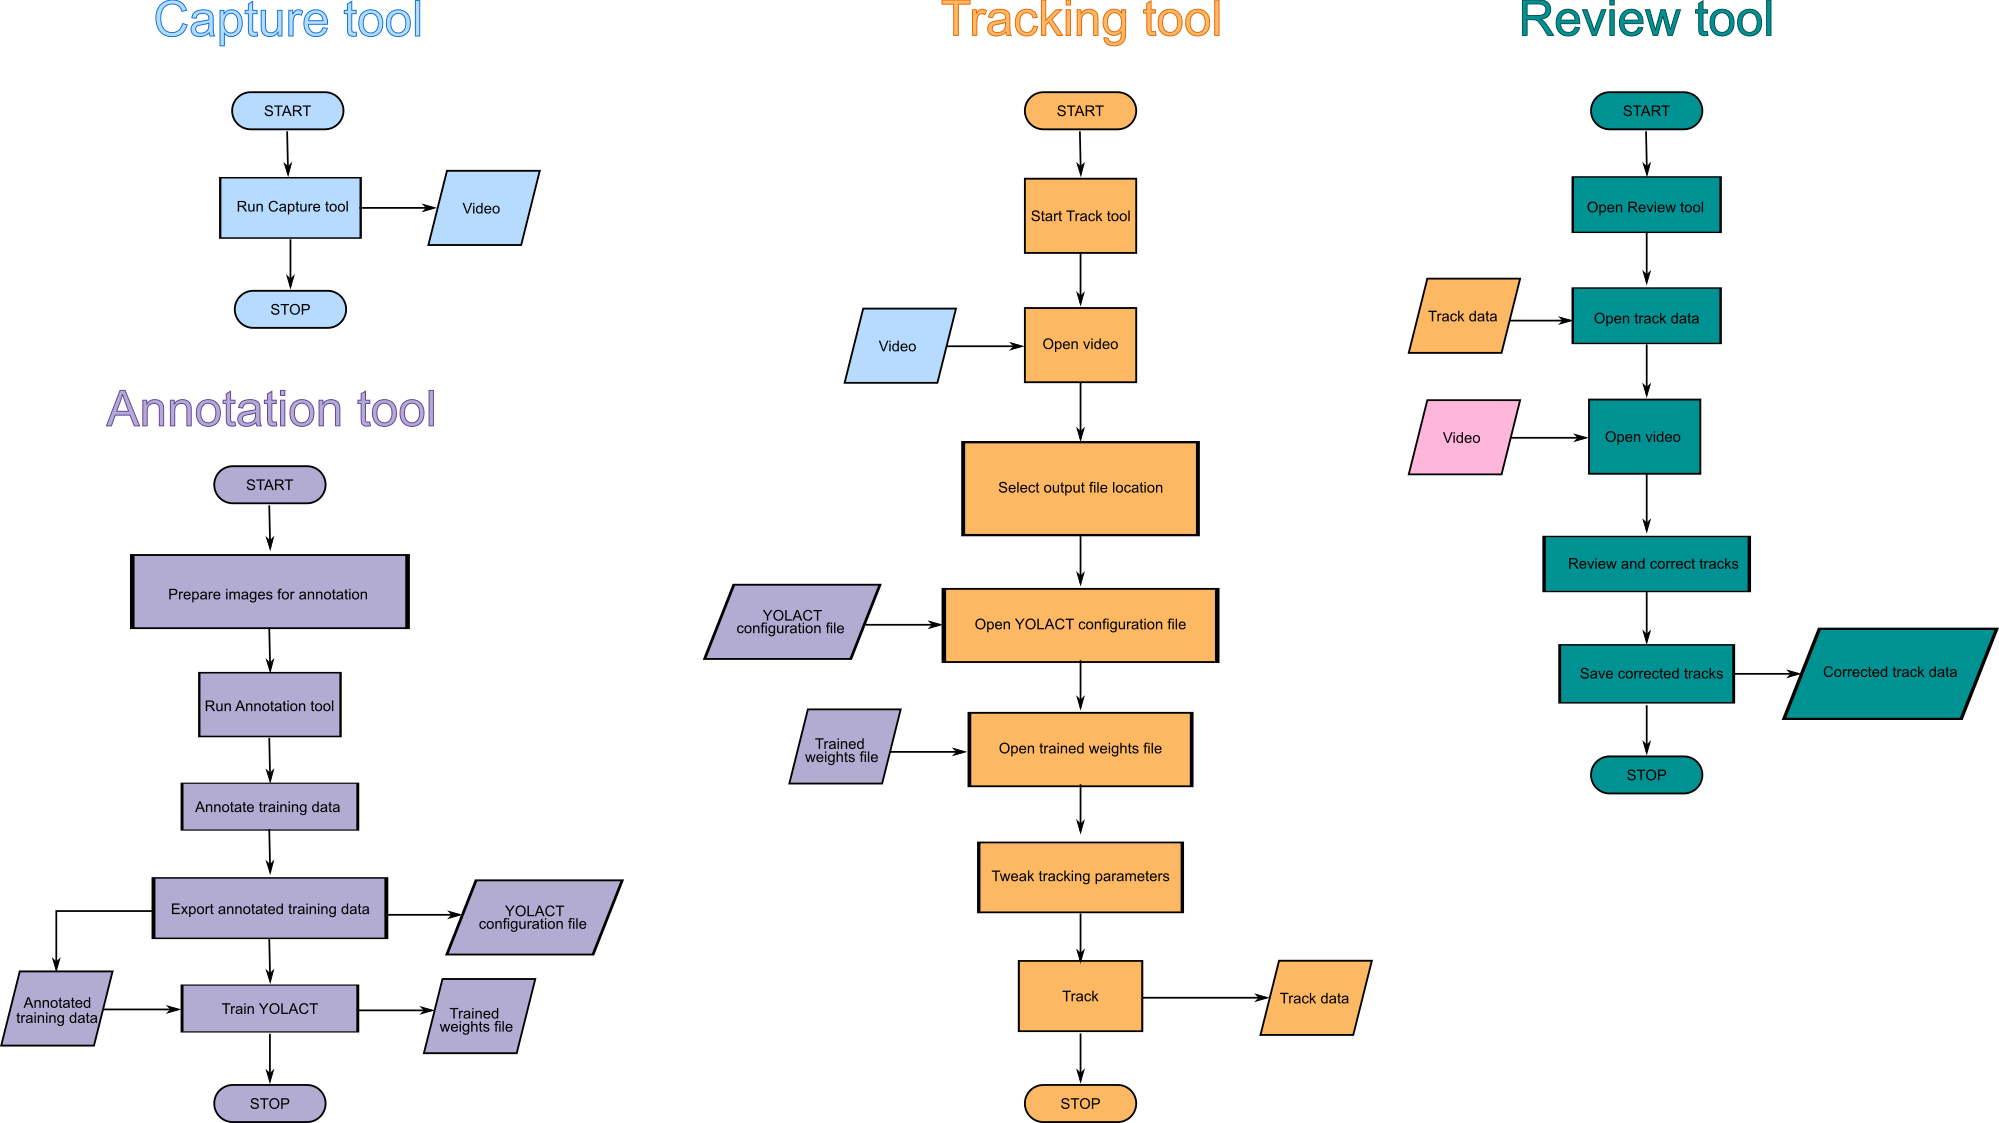 Capture tool
START
Run Capture tool
Video
STOP
Annotation tool
START
Prepare images for annotation
Run Annotation tool
Annotate training data
Export annotated training data
YOLACT
configuration file
Annotated
training data
Train YOLACT
Trained
weights file
STOP
Tracking tool
START
Start Track tool
Video
Open video
Select output file location
YOLACT
configuration file
Open YOLACT configuration file
Trained
weights file
Open trained weights file
Tweak tracking parameters
Track
Track data
STOP
Review tool
START
Open Review tool
Track data
Open track data
Video
Open video
Review and correct tracks
Save corrected tracks
Corrected track data
STOP